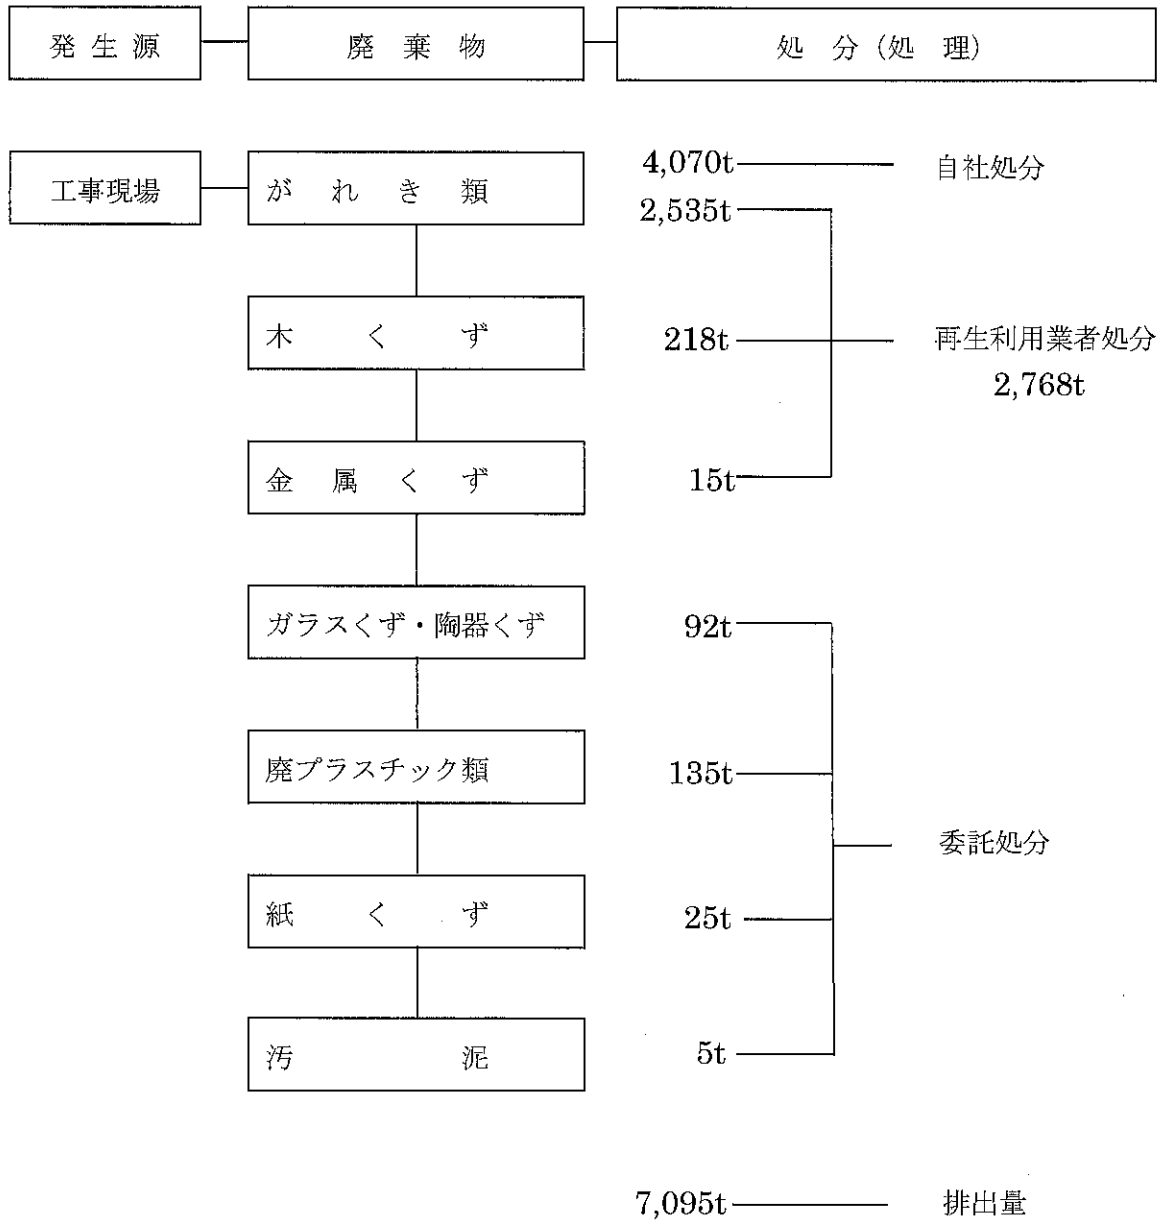 発生源 廃棄物 処分（処理）
4,070t 自社処分
工事現場 がれき類
2,535t
木くず 218t 再生利用業者処分
2,768t
金属くず 15t
ガラスくず・陶器くず 92t
廃プラスチック類 135t
委託処分
紙くず 25t
汚泥 5t
7,095t 排出量